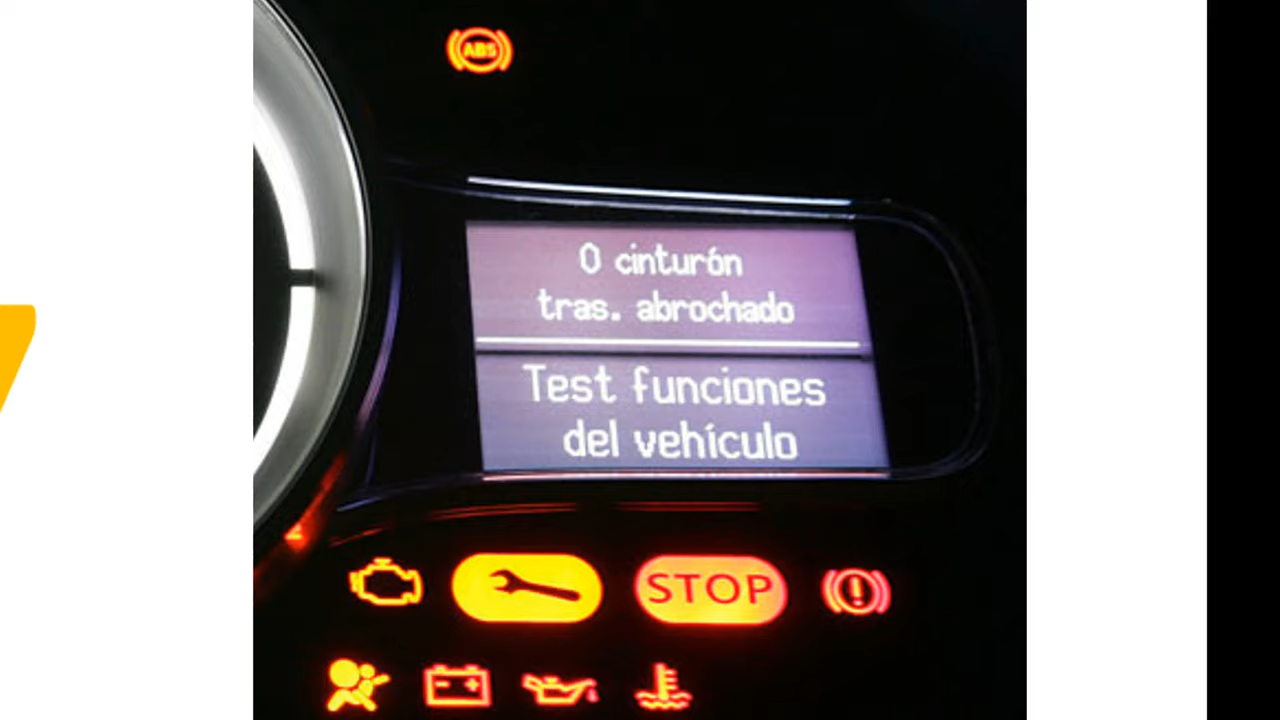 ABS
0 cinturón
tras. abrochado
Test funciones
del vehículo
STOP